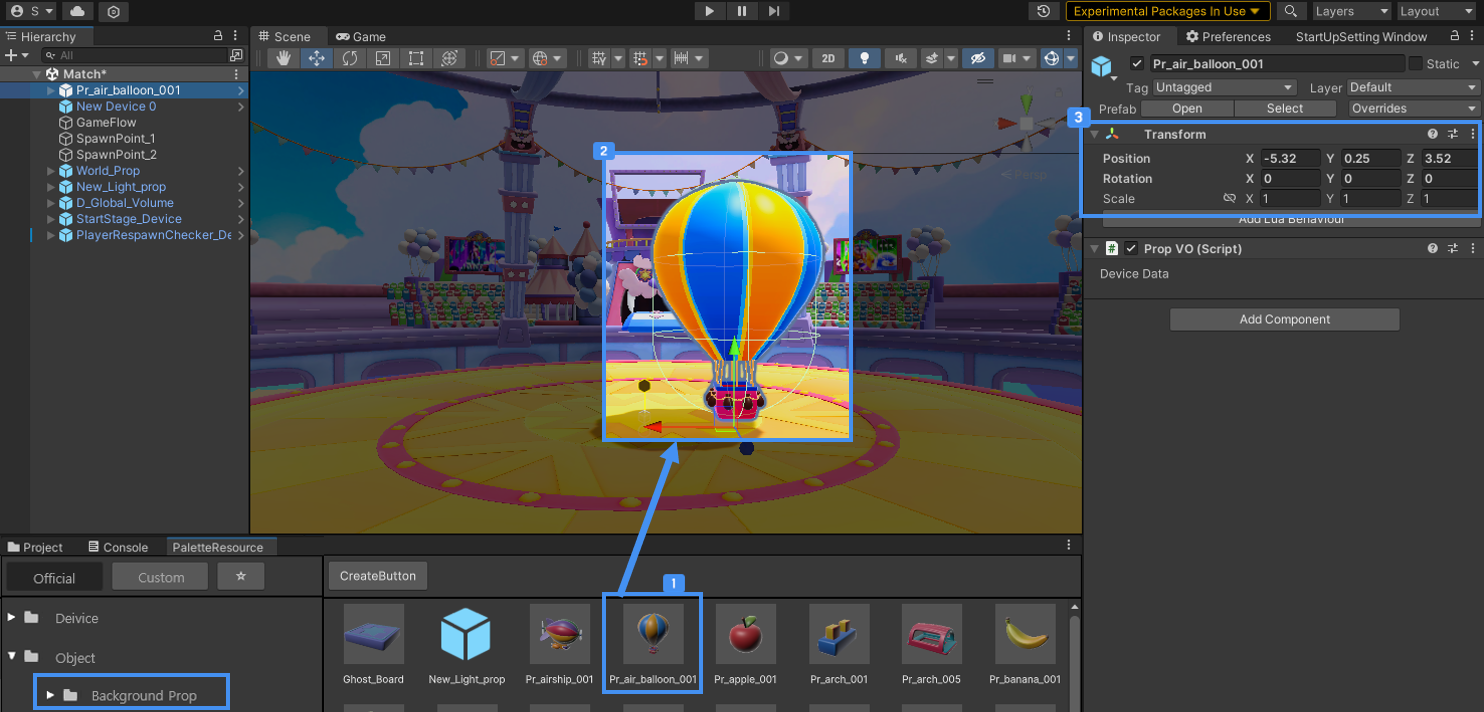 S
Experimental Packages In Use
Layers
Layout
Hierarchy
All
Match*
Pr_air_balloon_001
New Device 0
GameFlow
SpawnPoint_1
SpawnPoint_2
World_Prop
New_Light_prop
D_Global_Volume
StartStage_Device
PlayerRespawnChecker_De
Scene
Game
2D
Persp
2
Inspector
Preferences
StartUpSetting Window
Pr_air_balloon_001
Static
Tag Untagged
Layer Default
Prefab Open Select Overrides
3
Transform
Position X -5.32 Y 0.25 Z 3.52
Rotation X 0 Y 0 Z 0
Scale X 1 Y 1 Z 1
Add Lua Behaviour
Prop VO (Script)
Device Data
Add Component
Project
Console
PaletteResource
Official
Custom
Deivice
Object
Background Prop
CreateButton
1
Ghost_Board
New_Light_prop
Pr_airship_001
Pr_air_balloon_001
Pr_apple_001
Pr_arch_001
Pr_arch_005
Pr_banana_001